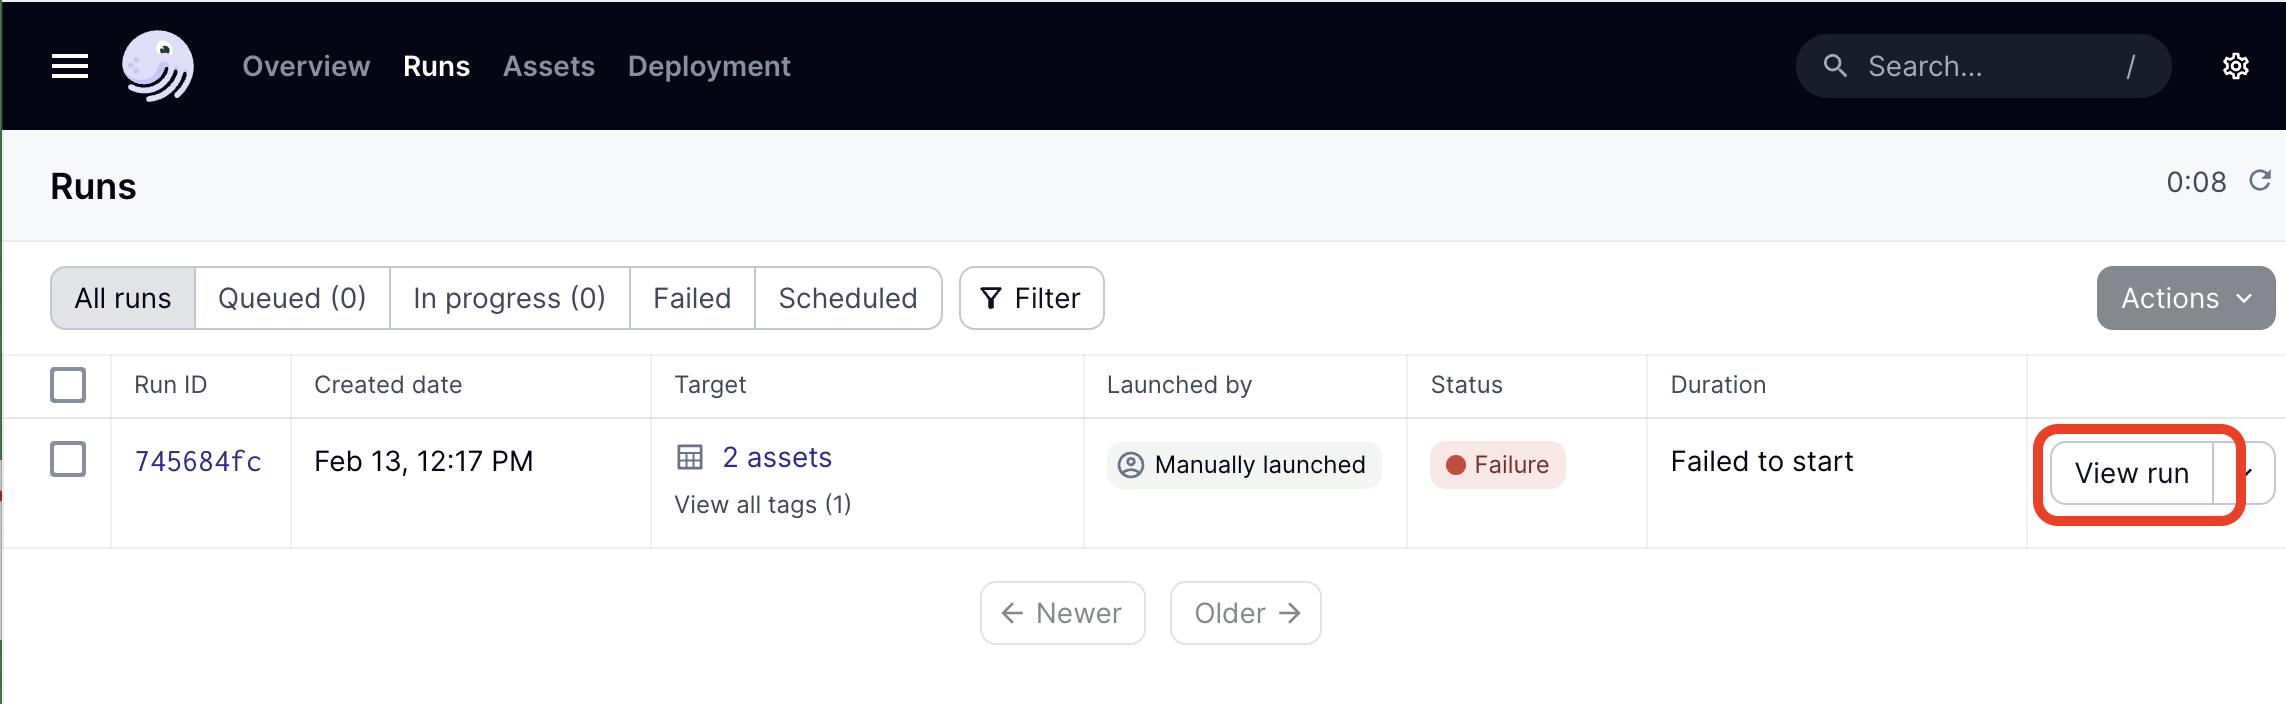 Overview Runs Assets Deployment Search... /
Runs 0:08
All runs Queued (0) In progress (0) Failed Scheduled Filter Actions
Run ID Created date Target Launched by Status Duration
745684fc Feb 13, 12:17 PM 2 assets Manually launched Failure Failed to start View run
View all tags (1)
Newer Older